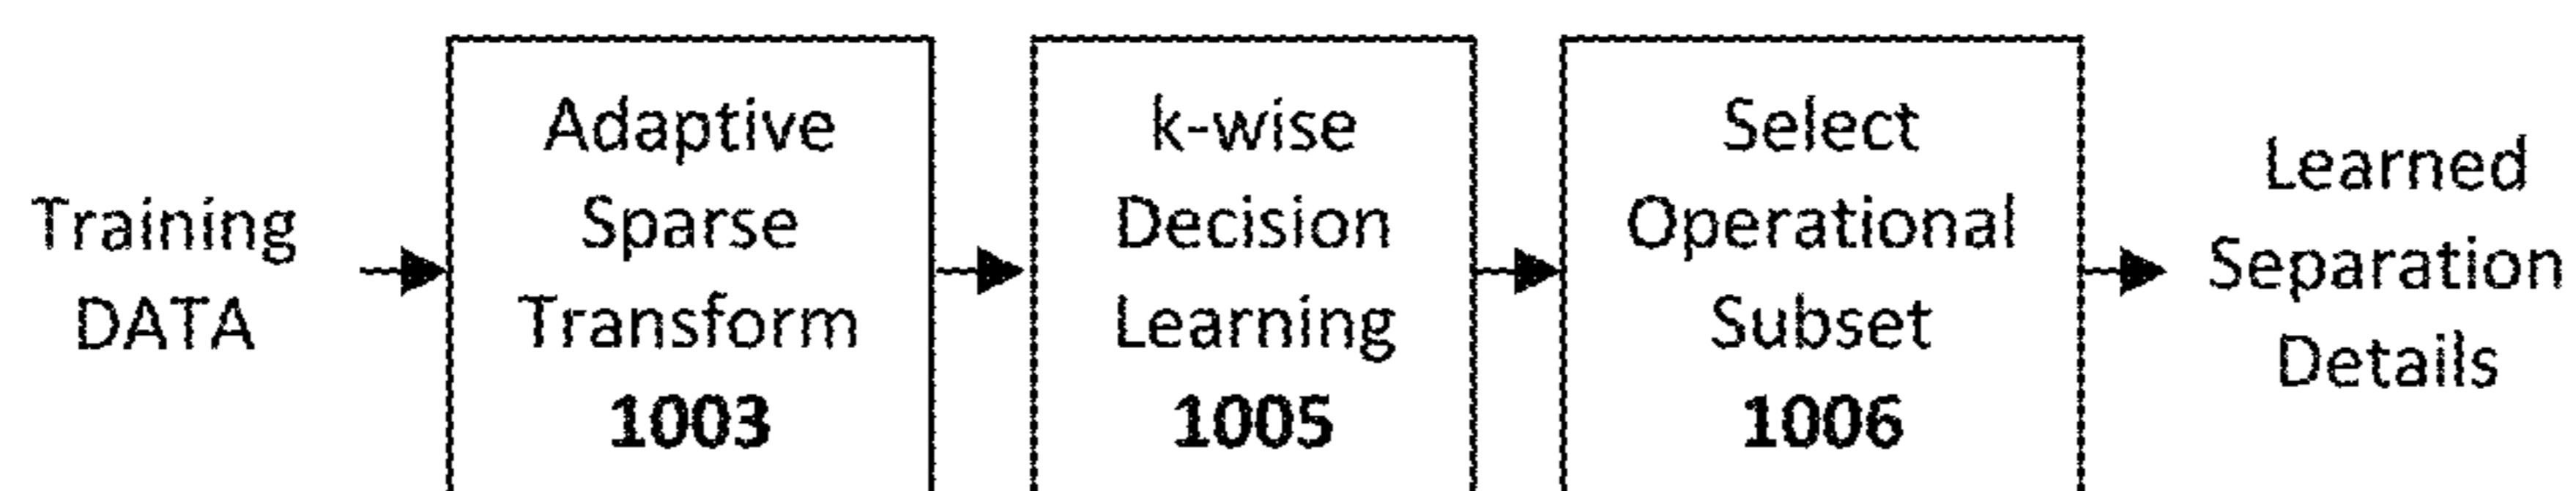 Training
DATA
Adaptive
Sparse
Transform
1003
k-wise
Decision
Learning
1005
Select
Operational
Subset
1006
Learned
Separation
Details